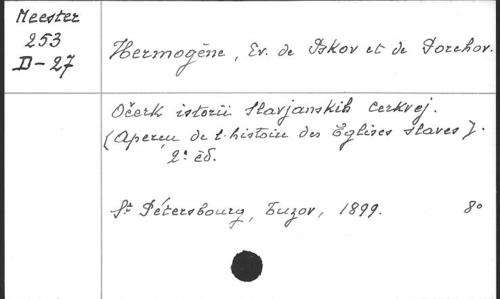 Meester
253
D-27
Hermogène, Ev. de Pskov et de Porchov.
Očerk istorii Slavjanskih cerkvej.
(Aperçu de l'histoire des Eglises slaves).
2e éd.
St Pétersbourg, Tuzov, 1899. 8o